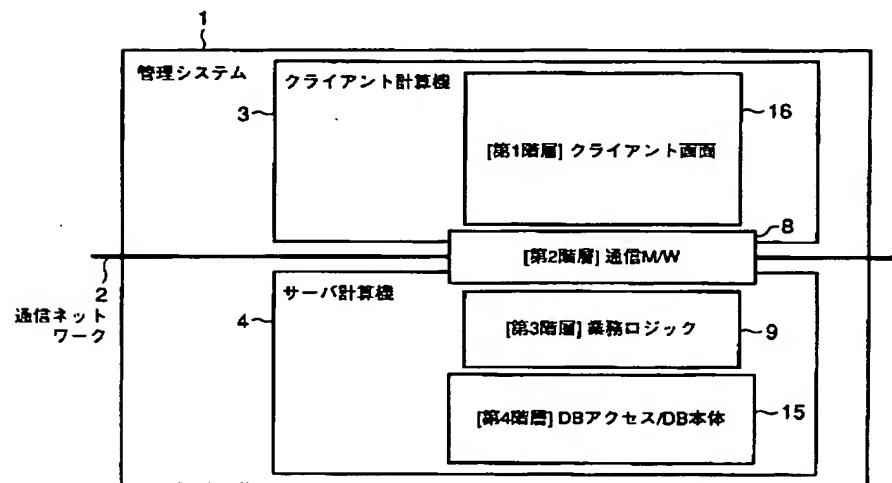 1
管理システム
クライアント計算機
3
16
[第1階層] クライアント画面
8
[第2階層] 通信M/W
2
通信ネット
ワーク
サーバ計算機
4
[第3階層] 業務ロジック
9
[第4階層] DBアクセス/DB本体
15